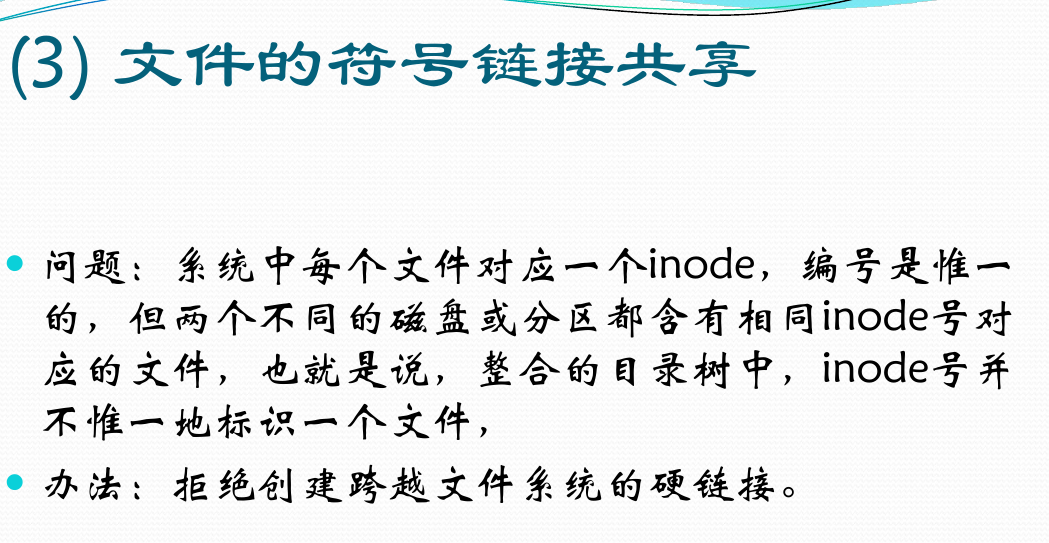 (3) 文件的符号链接共享
问题：系统中每个文件对应一个inode，编号是惟一
的，但两个不同的磁盘或分区都含有相同inode号对
应的文件，也就是说，整合的目录树中，inode号并
不惟一地标识一个文件，
办法：拒绝创建跨越文件系统的硬链接。